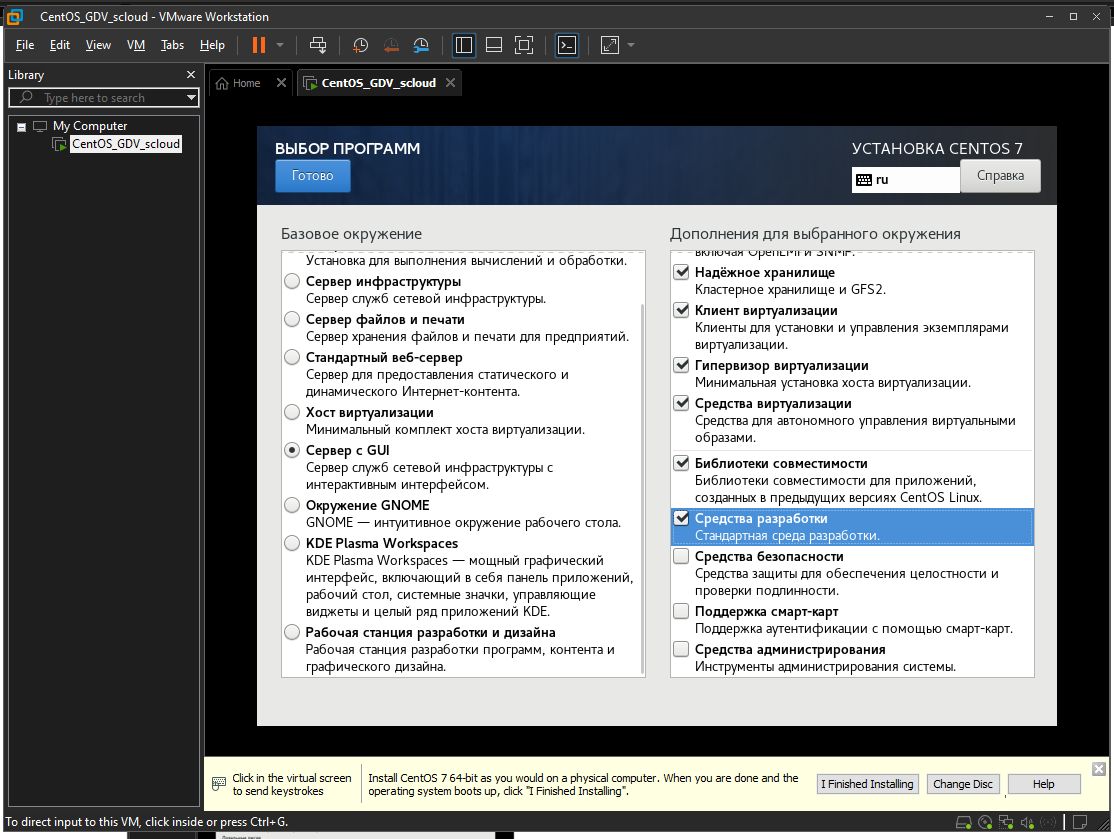 CentOS_GDV_scloud - VMware Workstation
File Edit View VM Tabs Help
Library
Type here to search
My Computer
CentOS_GDV_scloud
Home
CentOS_GDV_scloud
ВЫБОР ПРОГРАММ
Готово
УСТАНОВКА CENTOS 7
ru
Справка
Базовое окружение
Установка для выполнения вычислений и обработки.
Сервер инфраструктуры
Сервер служб сетевой инфраструктуры.
Сервер файлов и печати
Сервер хранения файлов и печати для предприятий.
Стандартный веб-сервер
Сервер для предоставления статического и
динамического Интернет-контента.
Хост виртуализации
Минимальный комплект хоста виртуализации.
Сервер с GUI
Сервер служб сетевой инфраструктуры с
интерактивным интерфейсом.
Окружение GNOME
GNOME — интуитивное окружение рабочего стола.
KDE Plasma Workspaces
KDE Plasma Workspaces — мощный графический
интерфейс, включающий в себя панель приложений,
рабочий стол, системные значки, управляющие
виджеты и целый ряд приложений KDE.
Рабочая станция разработки и дизайна
Рабочая станция разработки программ, контента и
графического дизайна.
Дополнения для выбранного окружения
включая OpenLMI и SNMP.
Надёжное хранилище
Кластерное хранилище и GFS2.
Клиент виртуализации
Клиенты для установки и управления экземплярами
виртуализации.
Гипервизор виртуализации
Минимальная установка хоста виртуализации.
Средства виртуализации
Средства для автономного управления виртуальными
образами.
Библиотеки совместимости
Библиотеки совместимости для приложений,
созданных в предыдущих версиях CentOS Linux.
Средства разработки
Стандартная среда разработки.
Средства безопасности
Средства защиты для обеспечения целостности и
проверки подлинности.
Поддержка смарт-карт
Поддержка аутентификации с помощью смарт-карт.
Средства администрирования
Инструменты администрирования системы.
Click in the virtual screen
to send keystrokes
Install CentOS 7 64-bit as you would on a physical computer. When you are done and the
operating system boots up, click "I Finished Installing".
I Finished Installing
Change Disc
Help
To direct input to this VM, click inside or press Ctrl+G.